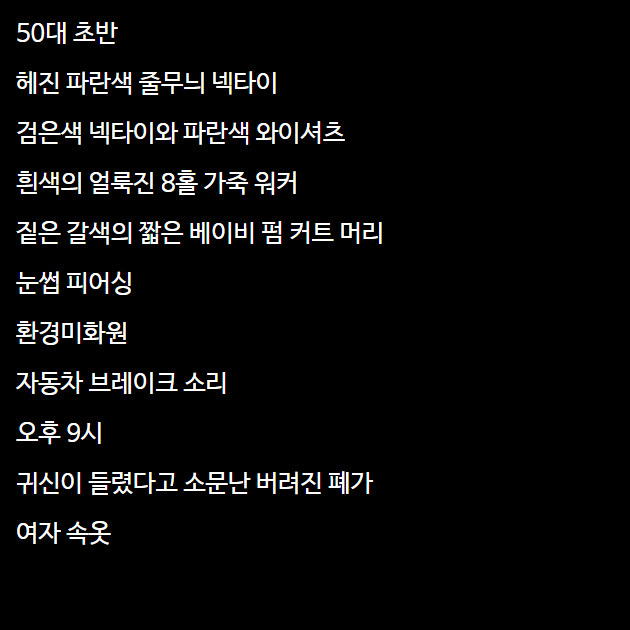 50대 초반
헤진 파란색 줄무늬 넥타이
검은색 넥타이와 파란색 와이셔츠
흰색의 얼룩진 8홀 가죽 워커
짙은 갈색의 짧은 베이비 펌 커트 머리
눈썹 피어싱
환경미화원
자동차 브레이크 소리
오후 9시
귀신이 들렸다고 소문난 버려진 폐가
여자 속옷